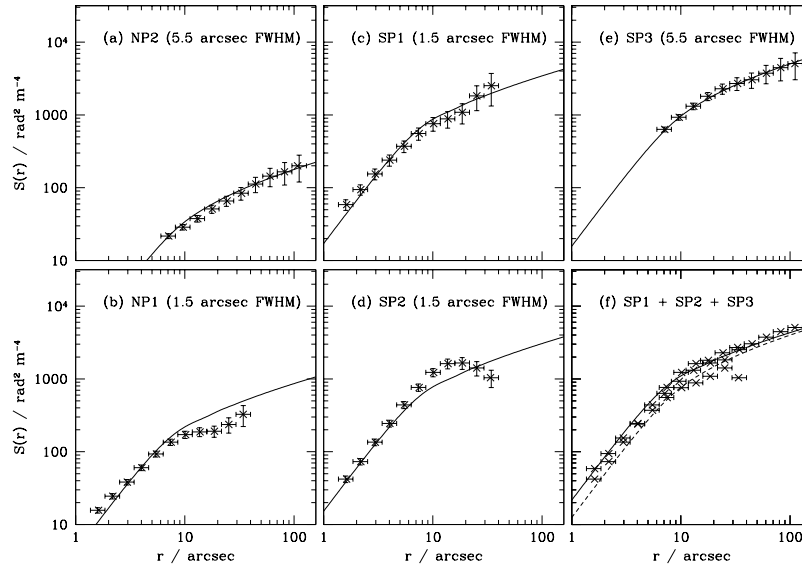 (a) NP2 (5.5 arcsec FWHM)
(c) SP1 (1.5 arcsec FWHM)
(e) SP3 (5.5 arcsec FWHM)
10⁴
1000
100
10
S(r) / rad² m⁻⁴
(b) NP1 (1.5 arcsec FWHM)
(d) SP2 (1.5 arcsec FWHM)
(f) SP1 + SP2 + SP3
10⁴
1000
100
10
S(r) / rad² m⁻⁴
1 10 100
1 10 100
1 10 100
r / arcsec
r / arcsec
r / arcsec